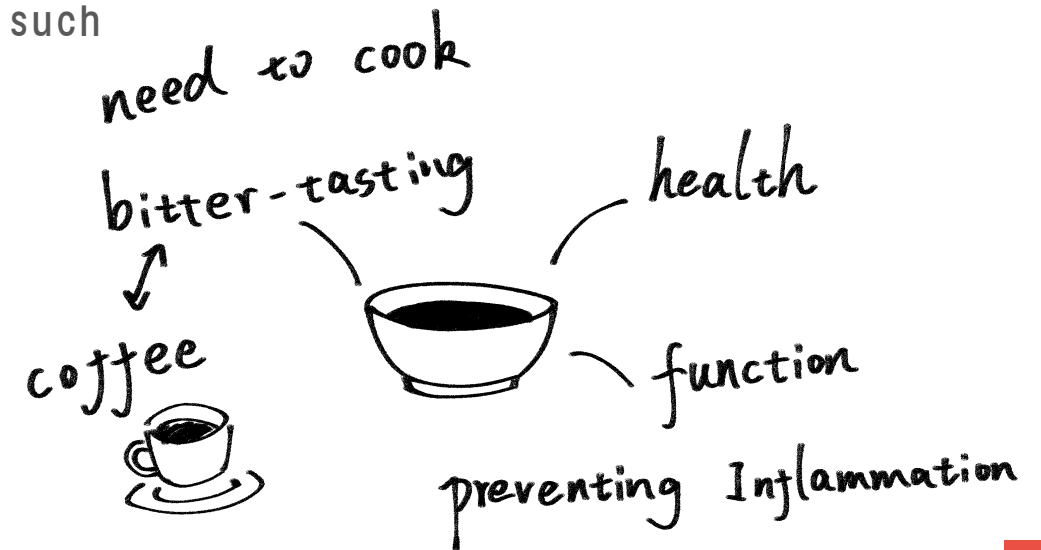 such
need to cook
bitter-tasting
health
coffee
function
preventing Inflammation